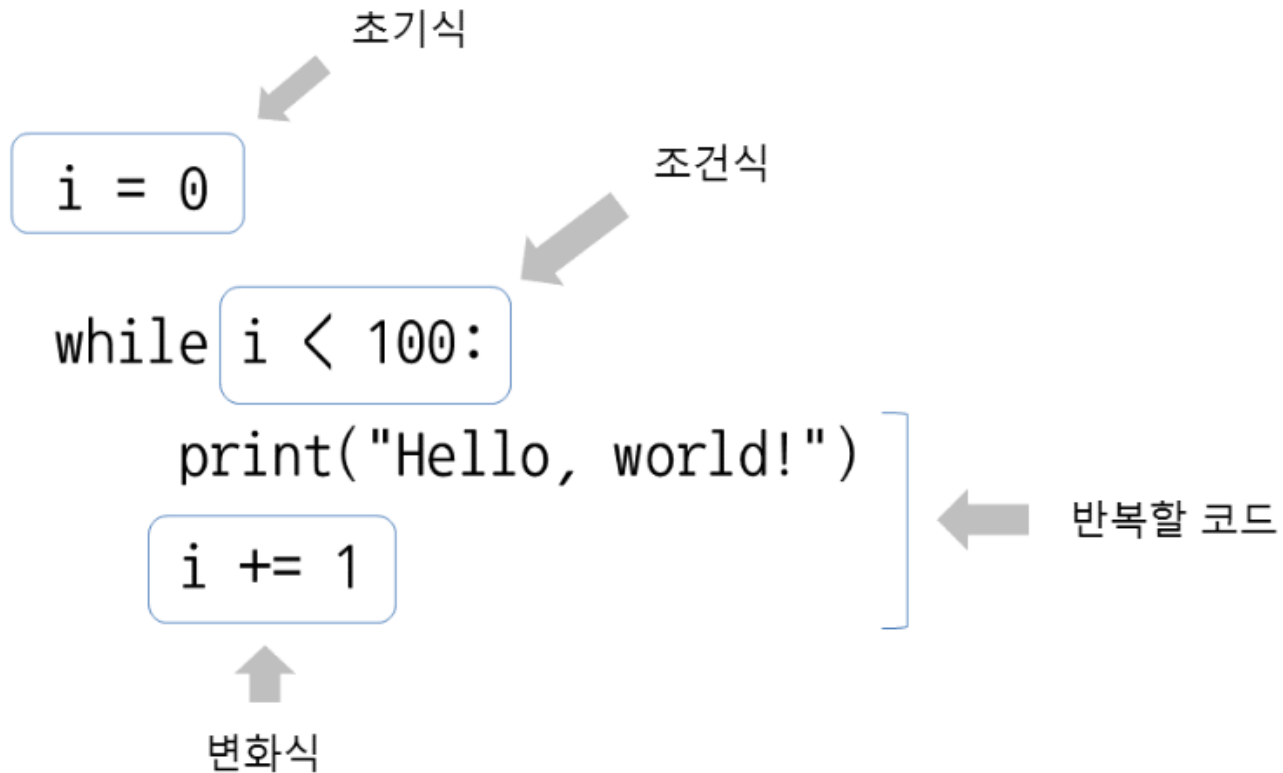 초기식
i = 0
조건식
while i < 100:
print("Hello, world!")
반복할 코드
i += 1
변화식